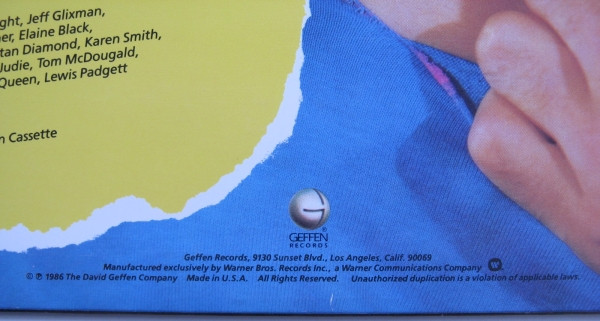 ght, Jeff Glixman,
er, Elaine Black,
tan Diamond, Karen Smith,
Judie, Tom McDougald,
Queen, Lewis Padgett
n Cassette
GEFFEN
RECORDS
Geffen Records, 9130 Sunset Blvd., Los Angeles, Calif. 90069
Manufactured exclusively by Warner Bros. Records Inc., a Warner Communications Company
© ℗ 1986 The David Geffen Company Made in U.S.A. All Rights Reserved. Unauthorized duplication is a violation of applicable laws.